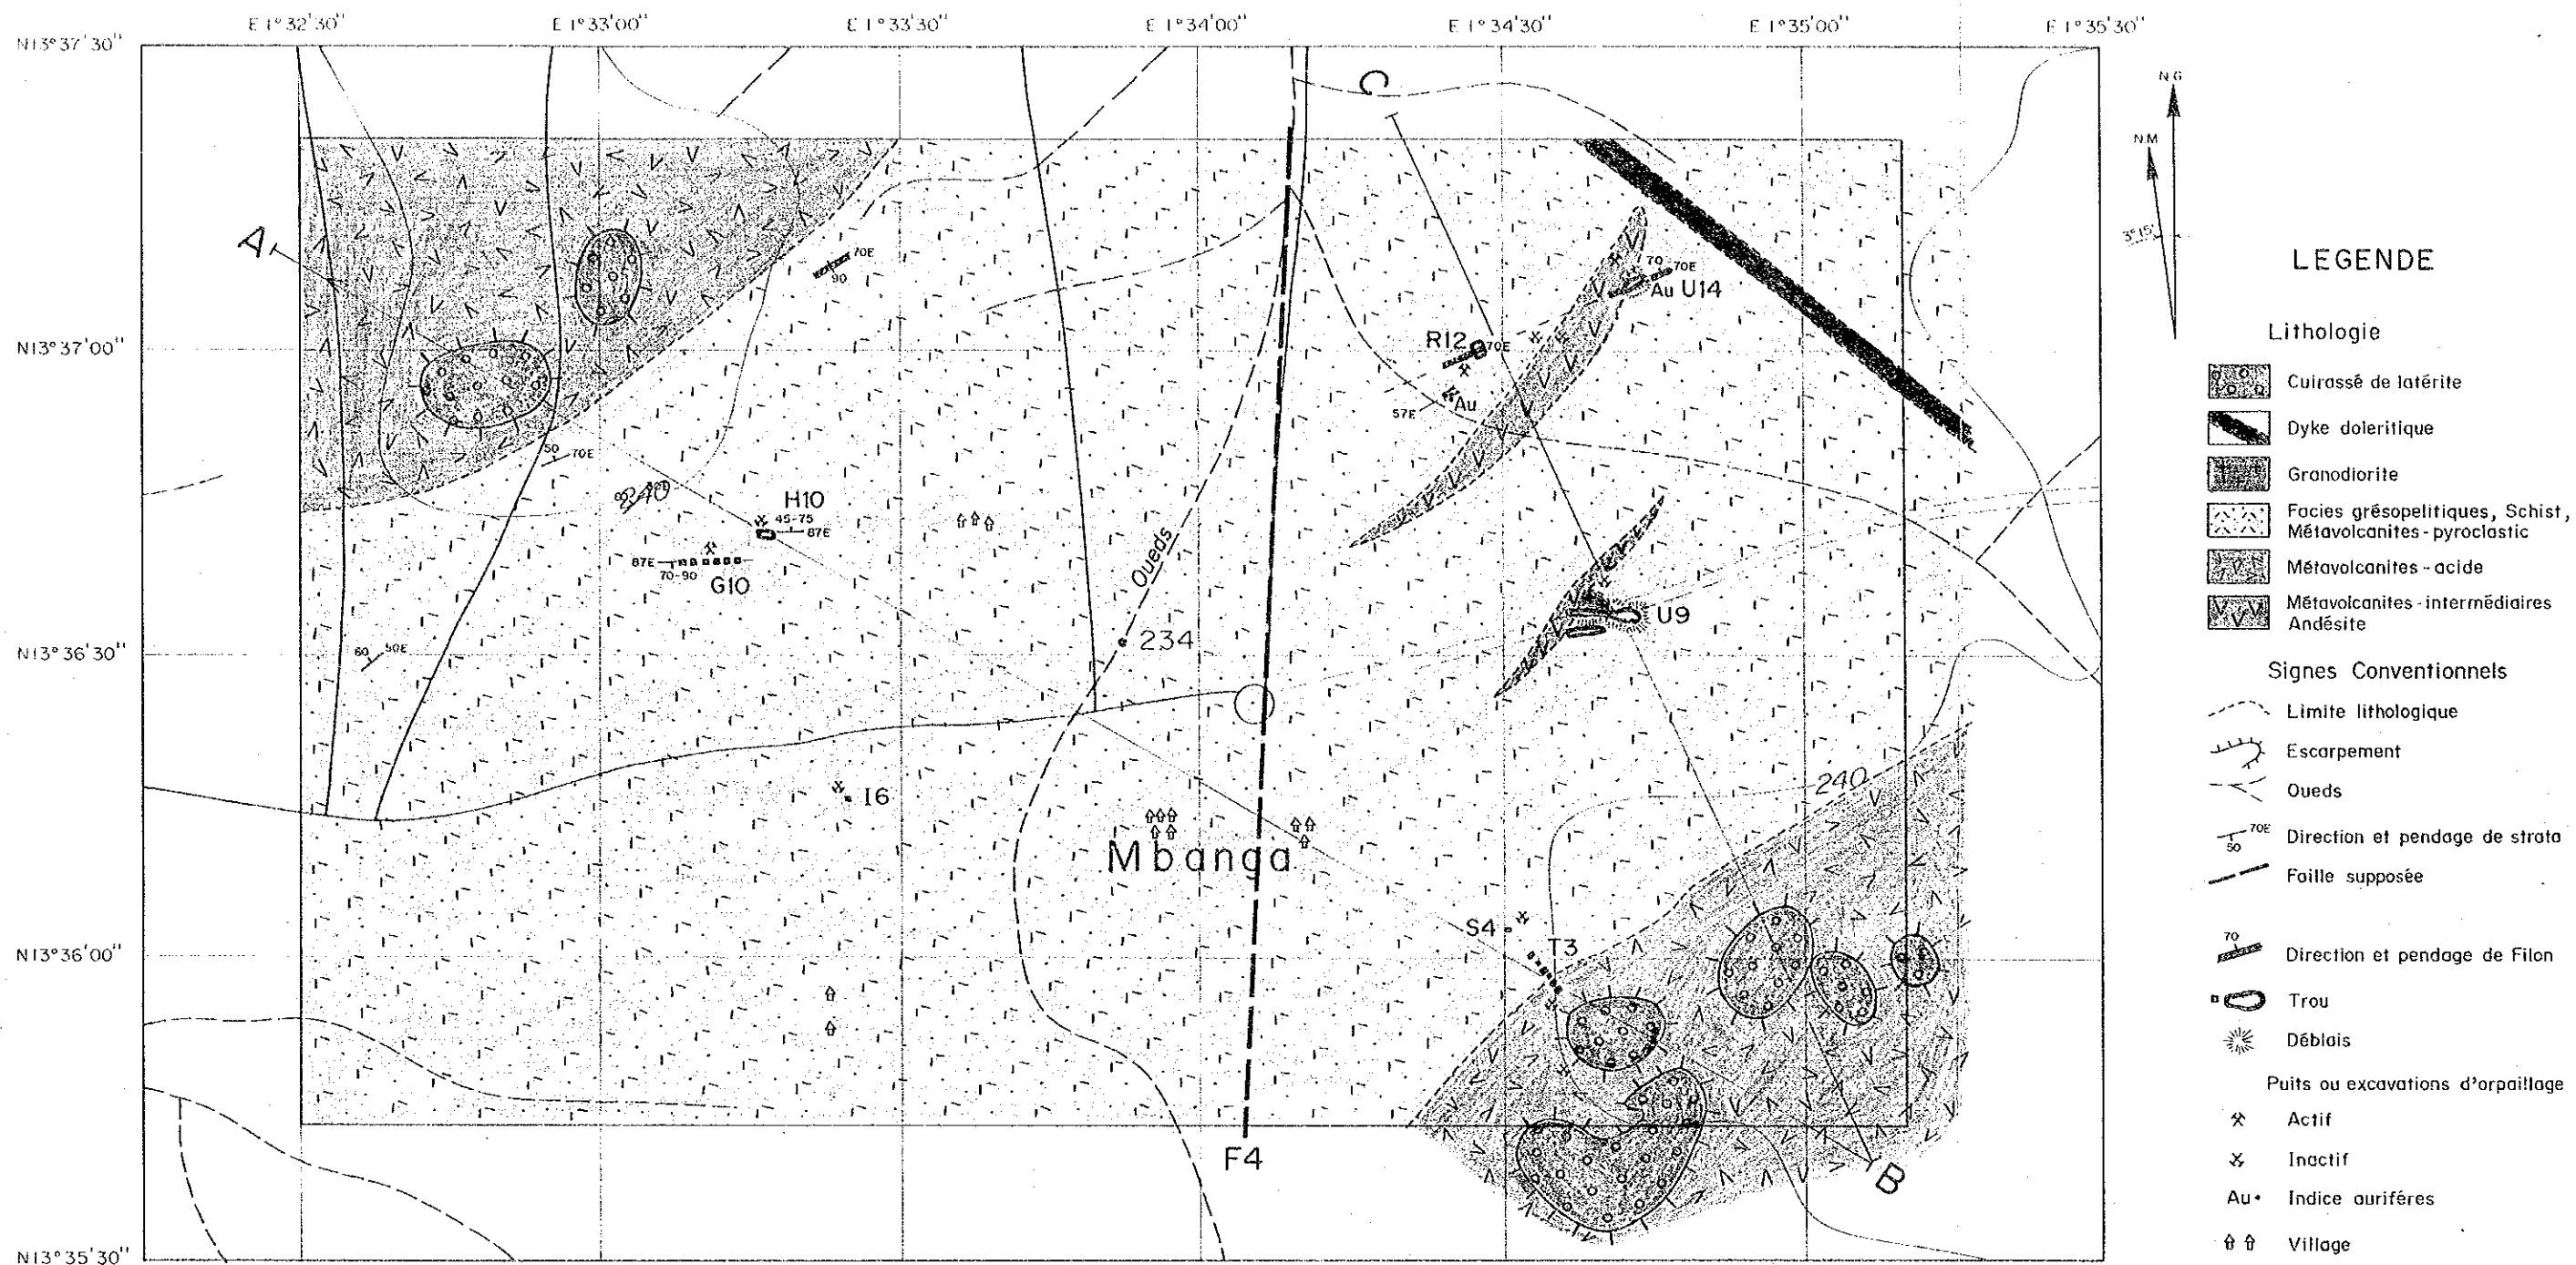 E 1°32'30" E 1°33'00" E 1°33'30" E 1°34'00" E 1°34'30" E 1°35'00" E 1°35'30"
N13°37'30"
C
NG
NM
3°15'
A
70E
90
70 70E
Au U14
LEGENDE
Lithologie
N13°37'00"
R12 70E
57E Au
Cuirassé de latérite
Dyke doleritique
50 70E
Granodiorite
240
H10
45-75
87E
87E
70-90
G10
Oueds
Facies grésopelitiques, Schist,
Métavolcanites-pyroclastic
Métavolcanites-acide
Métavolcanites-intermédiaires
Andésite
U9
234
N13°36'30"
60 50E
Signes Conventionnels
Limite lithologique
Escarpement
240
Oueds
I6
70E
50
Direction et pendage de strata
Mbanga
Faille supposée
S4
T3
N13°36'00"
70
Direction et pendage de Filon
Trou
Déblais
Puits ou excavations d'orpaillage
Actif
F4
B
Inactif
Au• Indice auriféres
Village
N13°35'30"